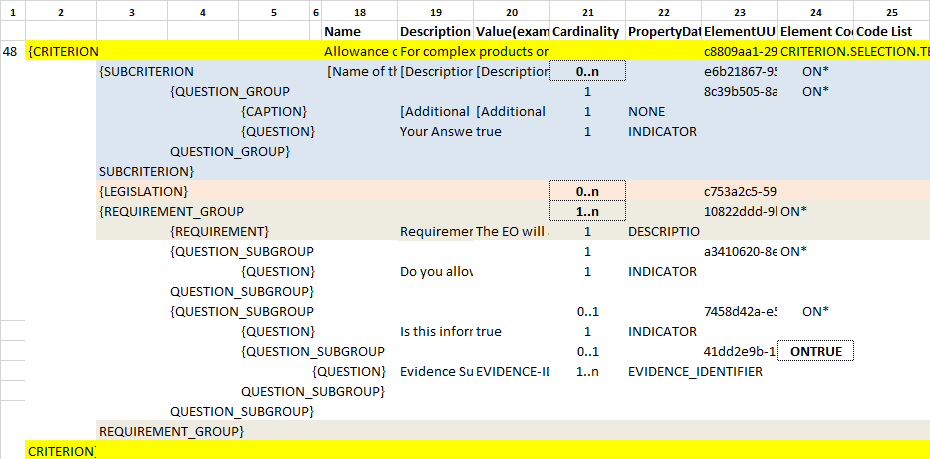 1 2 3 4 5 6 18 19 20 21 22 23 24 25
Name Description Value(exam Cardinality PropertyDat ElementUU Element Cod Code List
48 {CRITERION Allowance c For complex products or c8809aa1-29 CRITERION.SELECTION.TE
{SUBCRITERION [Name of th [Description [Description 0..n e6b21867-95 ON*
{QUESTION_GROUP 1 8c39b505-8a ON*
{CAPTION} [Additional [Additional 1 NONE
{QUESTION} Your Answe true 1 INDICATOR
QUESTION_GROUP}
SUBCRITERION}
{LEGISLATION} 0..n c753a2c5-59
{REQUIREMENT_GROUP 1..n 10822ddd-9l ON*
{REQUIREMENT} Requiremer The EO will 1 DESCRIPTIO
{QUESTION_SUBGROUP 1 a3410620-8e ON*
{QUESTION} Do you allow 1 INDICATOR
QUESTION_SUBGROUP}
{QUESTION_SUBGROUP 0..1 7458d42a-e5 ON*
{QUESTION} Is this inforr true 1 INDICATOR
{QUESTION_SUBGROUP 0..1 41dd2e9b-1 ONTRUE
{QUESTION} Evidence Su EVIDENCE-II 1..n EVIDENCE_IDENTIFIER
QUESTION_SUBGROUP}
QUESTION_SUBGROUP}
REQUIREMENT_GROUP}
CRITERION}